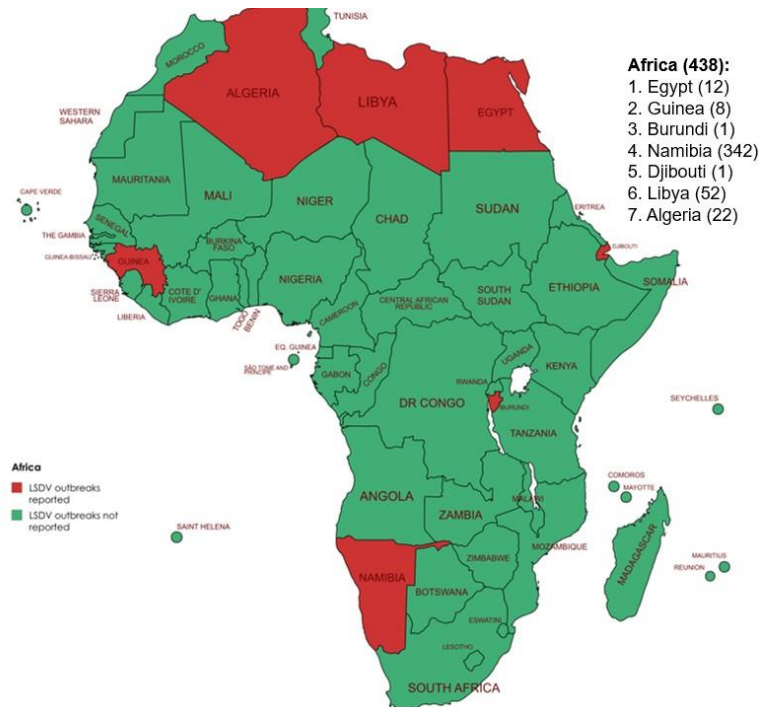 TUNISIA
MOROCCO
ALGERIA
LIBYA
EGYPT
WESTERN
SAHARA
Africa (438):
1. Egypt (12)
2. Guinea (8)
3. Burundi (1)
4. Namibia (342)
5. Djibouti (1)
6. Libya (52)
7. Algeria (22)
CAPE VERDE
MAURITANIA
MALI
NIGER
CHAD
SUDAN
ERITREA
SENEGAL
THE GAMBIA
GUINEA-BISSAU
GUINEA
BURKINA
FASO
DJIBOUTI
SIERRA
LEONE
LIBERIA
COTE D'
IVOIRE
GHANA
TOGO
BENIN
NIGERIA
CAMEROON
CENTRAL AFRICAN
REPUBLIC
SOUTH
SUDAN
ETHIOPIA
SOMALIA
EQ. GUINEA
SÃO TOMÉ AND
PRINCIPE
GABON
CONGO
DR CONGO
UGANDA
KENYA
RWANDA
BURUNDI
TANZANIA
SEYCHELLES
Africa
LSDV outbreaks
reported
LSDV outbreaks not
reported
SAINT HELENA
ANGOLA
ZAMBIA
MALAWI
COMOROS
MAYOTTE
MOZAMBIQUE
MADAGASCAR
MAURITIUS
REUNION
NAMIBIA
ZIMBABWE
BOTSWANA
ESWATINI
LESOTHO
SOUTH AFRICA